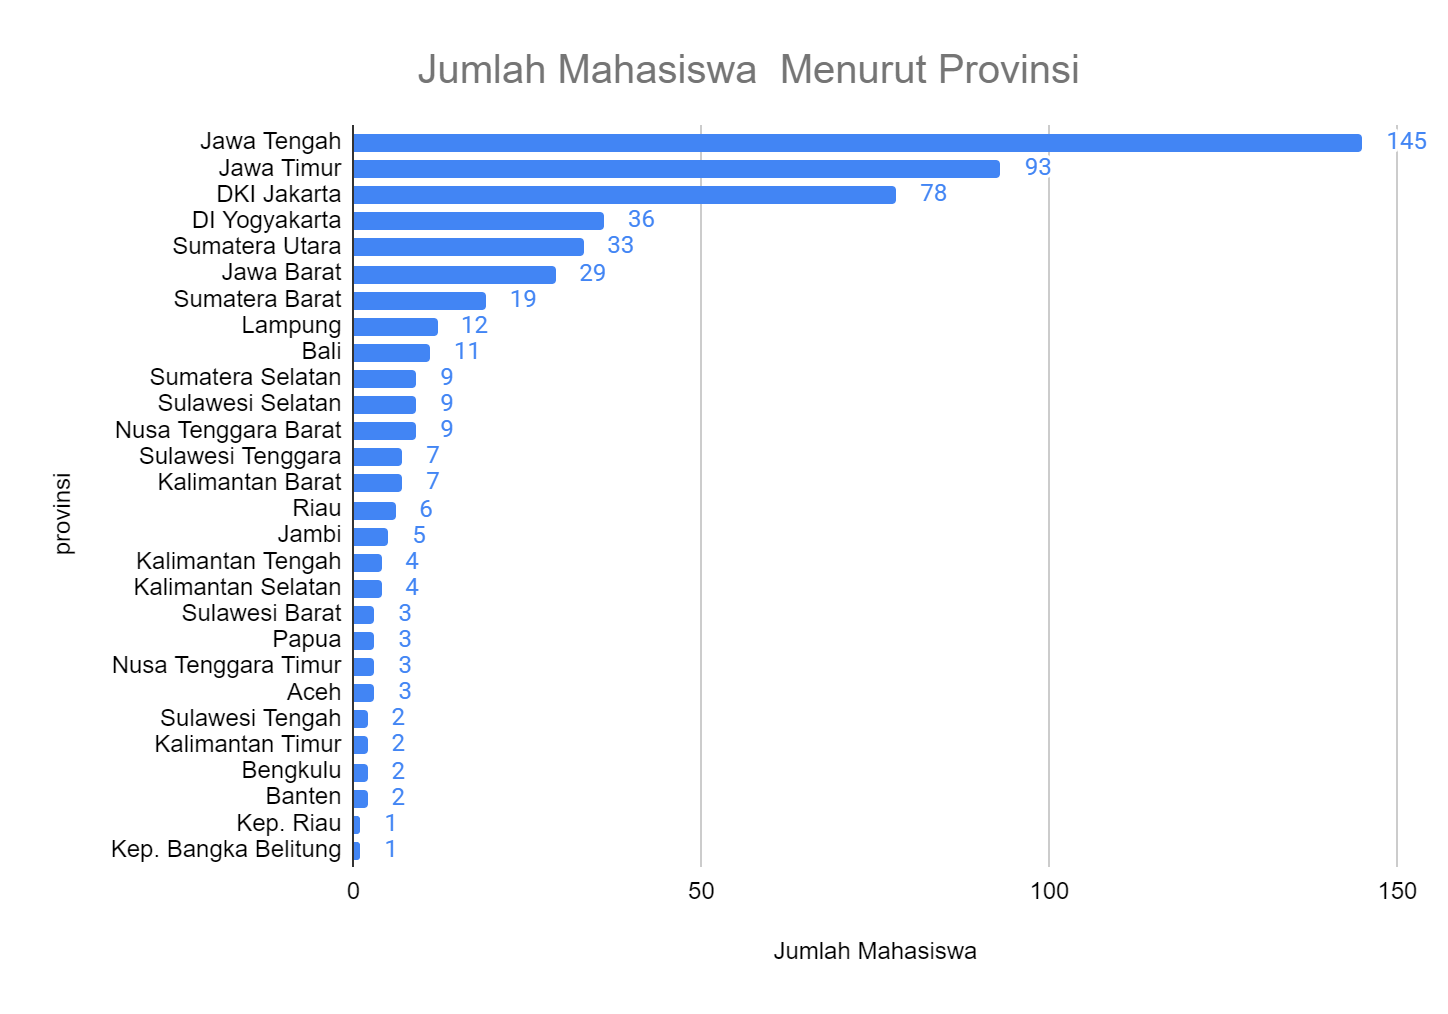 Jumlah Mahasiswa  Menurut Provinsi
Jawa Tengah 145
Jawa Timur 93
DKI Jakarta 78
DI Yogyakarta 36
Sumatera Utara 33
Jawa Barat 29
Sumatera Barat 19
Lampung 12
Bali 11
Sumatera Selatan 9
Sulawesi Selatan 9
Nusa Tenggara Barat 9
Sulawesi Tenggara 7
Kalimantan Barat 7
Riau 6
Jambi 5
Kalimantan Tengah 4
Kalimantan Selatan 4
Sulawesi Barat 3
Papua 3
Nusa Tenggara Timur 3
Aceh 3
Sulawesi Tengah 2
Kalimantan Timur 2
Bengkulu 2
Banten 2
Kep. Riau 1
Kep. Bangka Belitung 1
provinsi
0 50 100 150
Jumlah Mahasiswa